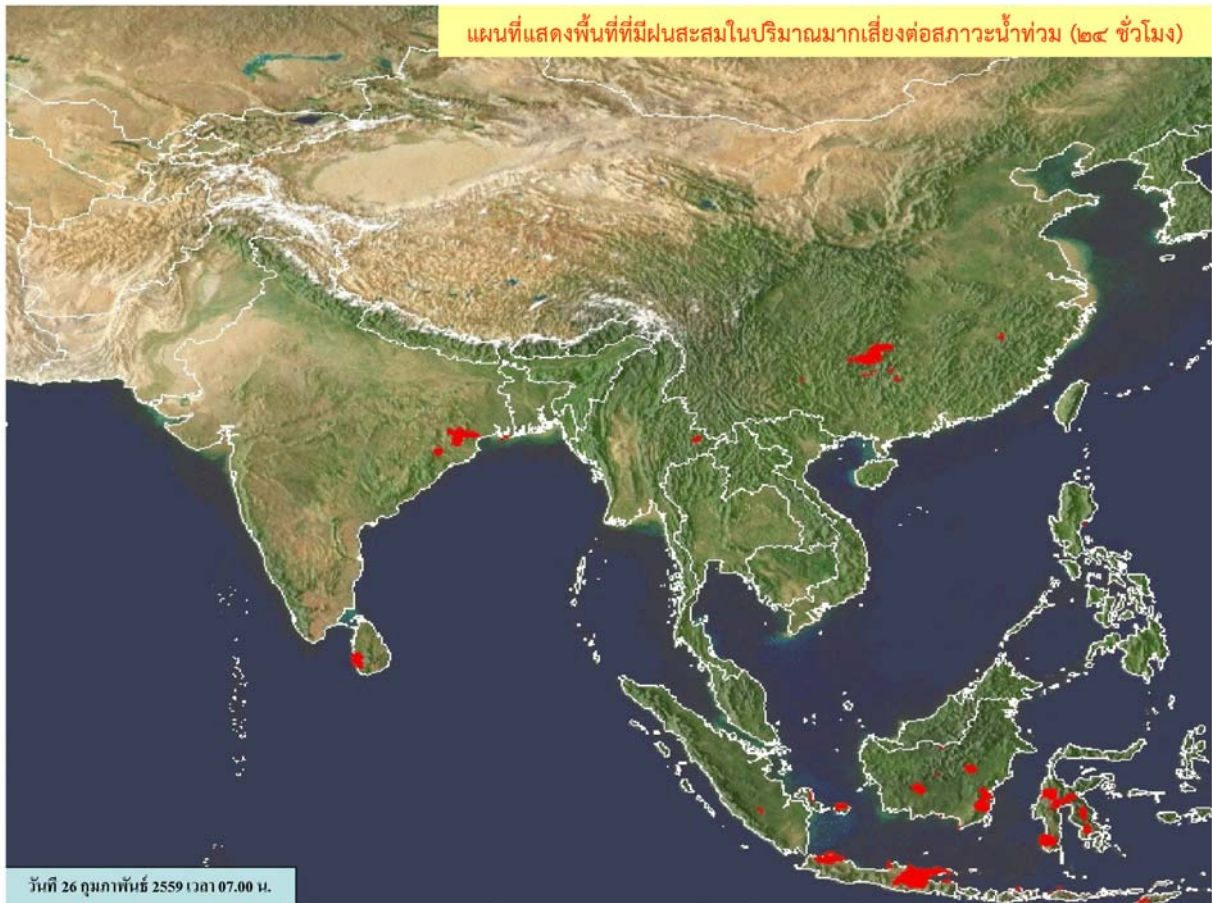 แผนที่แสดงพื้นที่ที่มีฝนสะสมในปริมาณมากเสี่ยงต่อสภาวะน้ำท่วม (๒๔ ชั่วโมง)
วันที่ 26 กุมภาพันธ์ 2559 เวลา 07.00 น.